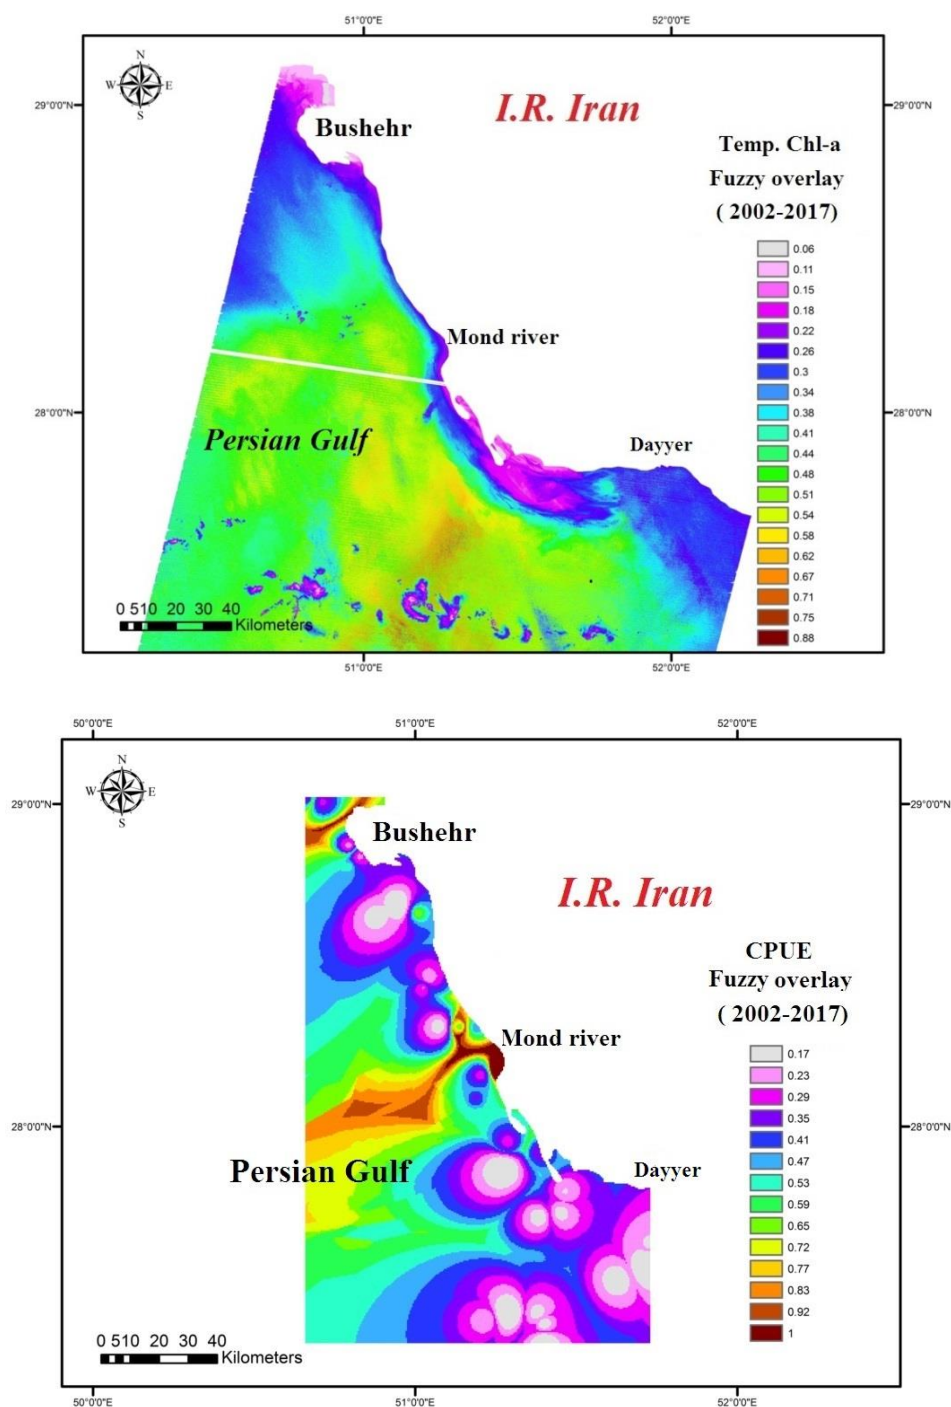 51°0'0"E 52°0'0"E
N
W E
S
29°0'0"N 29°0'0"N
I.R. Iran
Bushehr
Temp. Chl-a
Fuzzy overlay
( 2002-2017)
0.06
0.11
0.15
0.18
0.22
0.26
0.3
0.34
0.38
0.41
0.44
0.48
0.51
0.54
0.58
0.62
0.67
0.71
0.75
0.88
Mond river
28°0'0"N 28°0'0"N
Persian Gulf
Dayyer
0 5 10 20 30 40
Kilometers
51°0'0"E 52°0'0"E
50°0'0"E 51°0'0"E 52°0'0"E
N
W E
S
29°0'0"N 29°0'0"N
Bushehr
I.R. Iran
CPUE
Fuzzy overlay
( 2002-2017)
0.17
0.23
0.29
0.35
0.41
0.47
0.53
0.59
0.65
0.72
0.77
0.83
0.92
1
Mond river
28°0'0"N 28°0'0"N
Persian Gulf
Dayyer
0 5 10 20 30 40
Kilometers
50°0'0"E 51°0'0"E 52°0'0"E